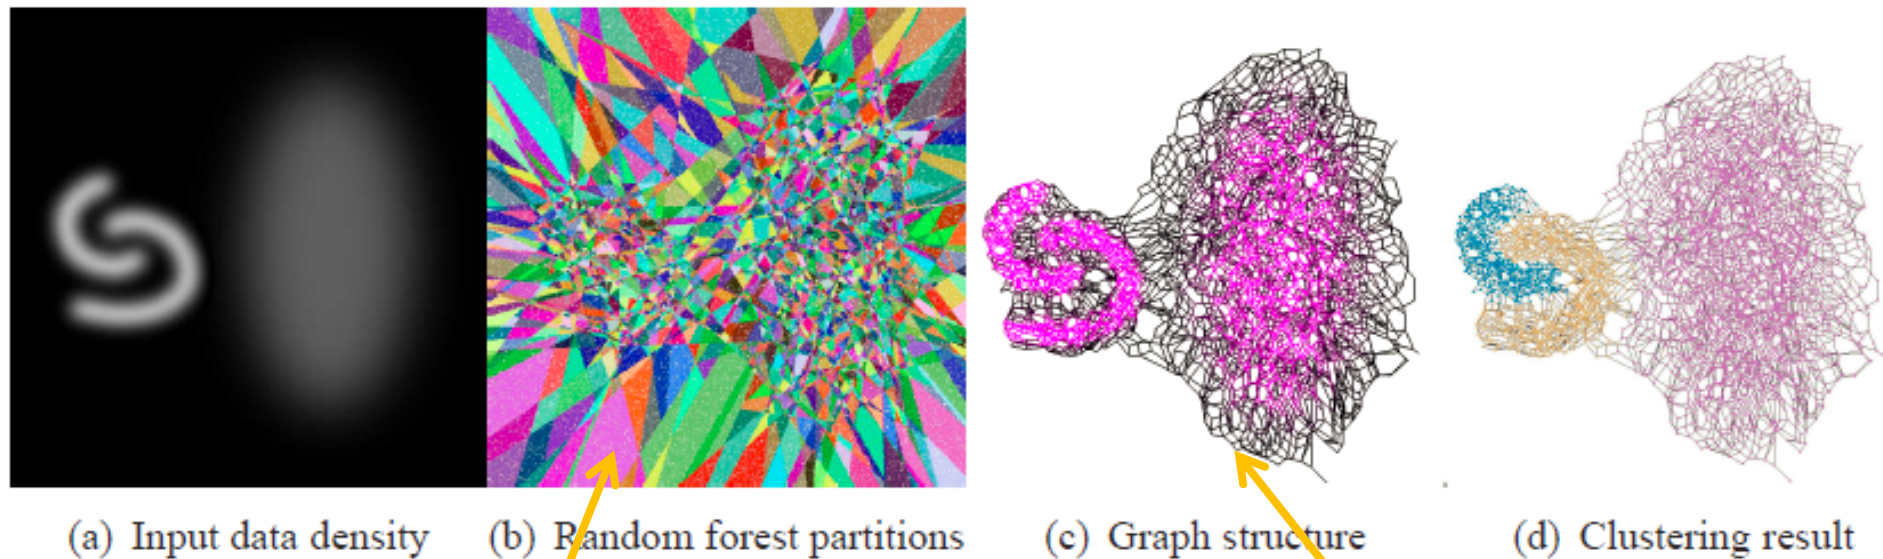 (a) Input data density (b) Random forest partitions (c) Graph structure (d) Clustering result